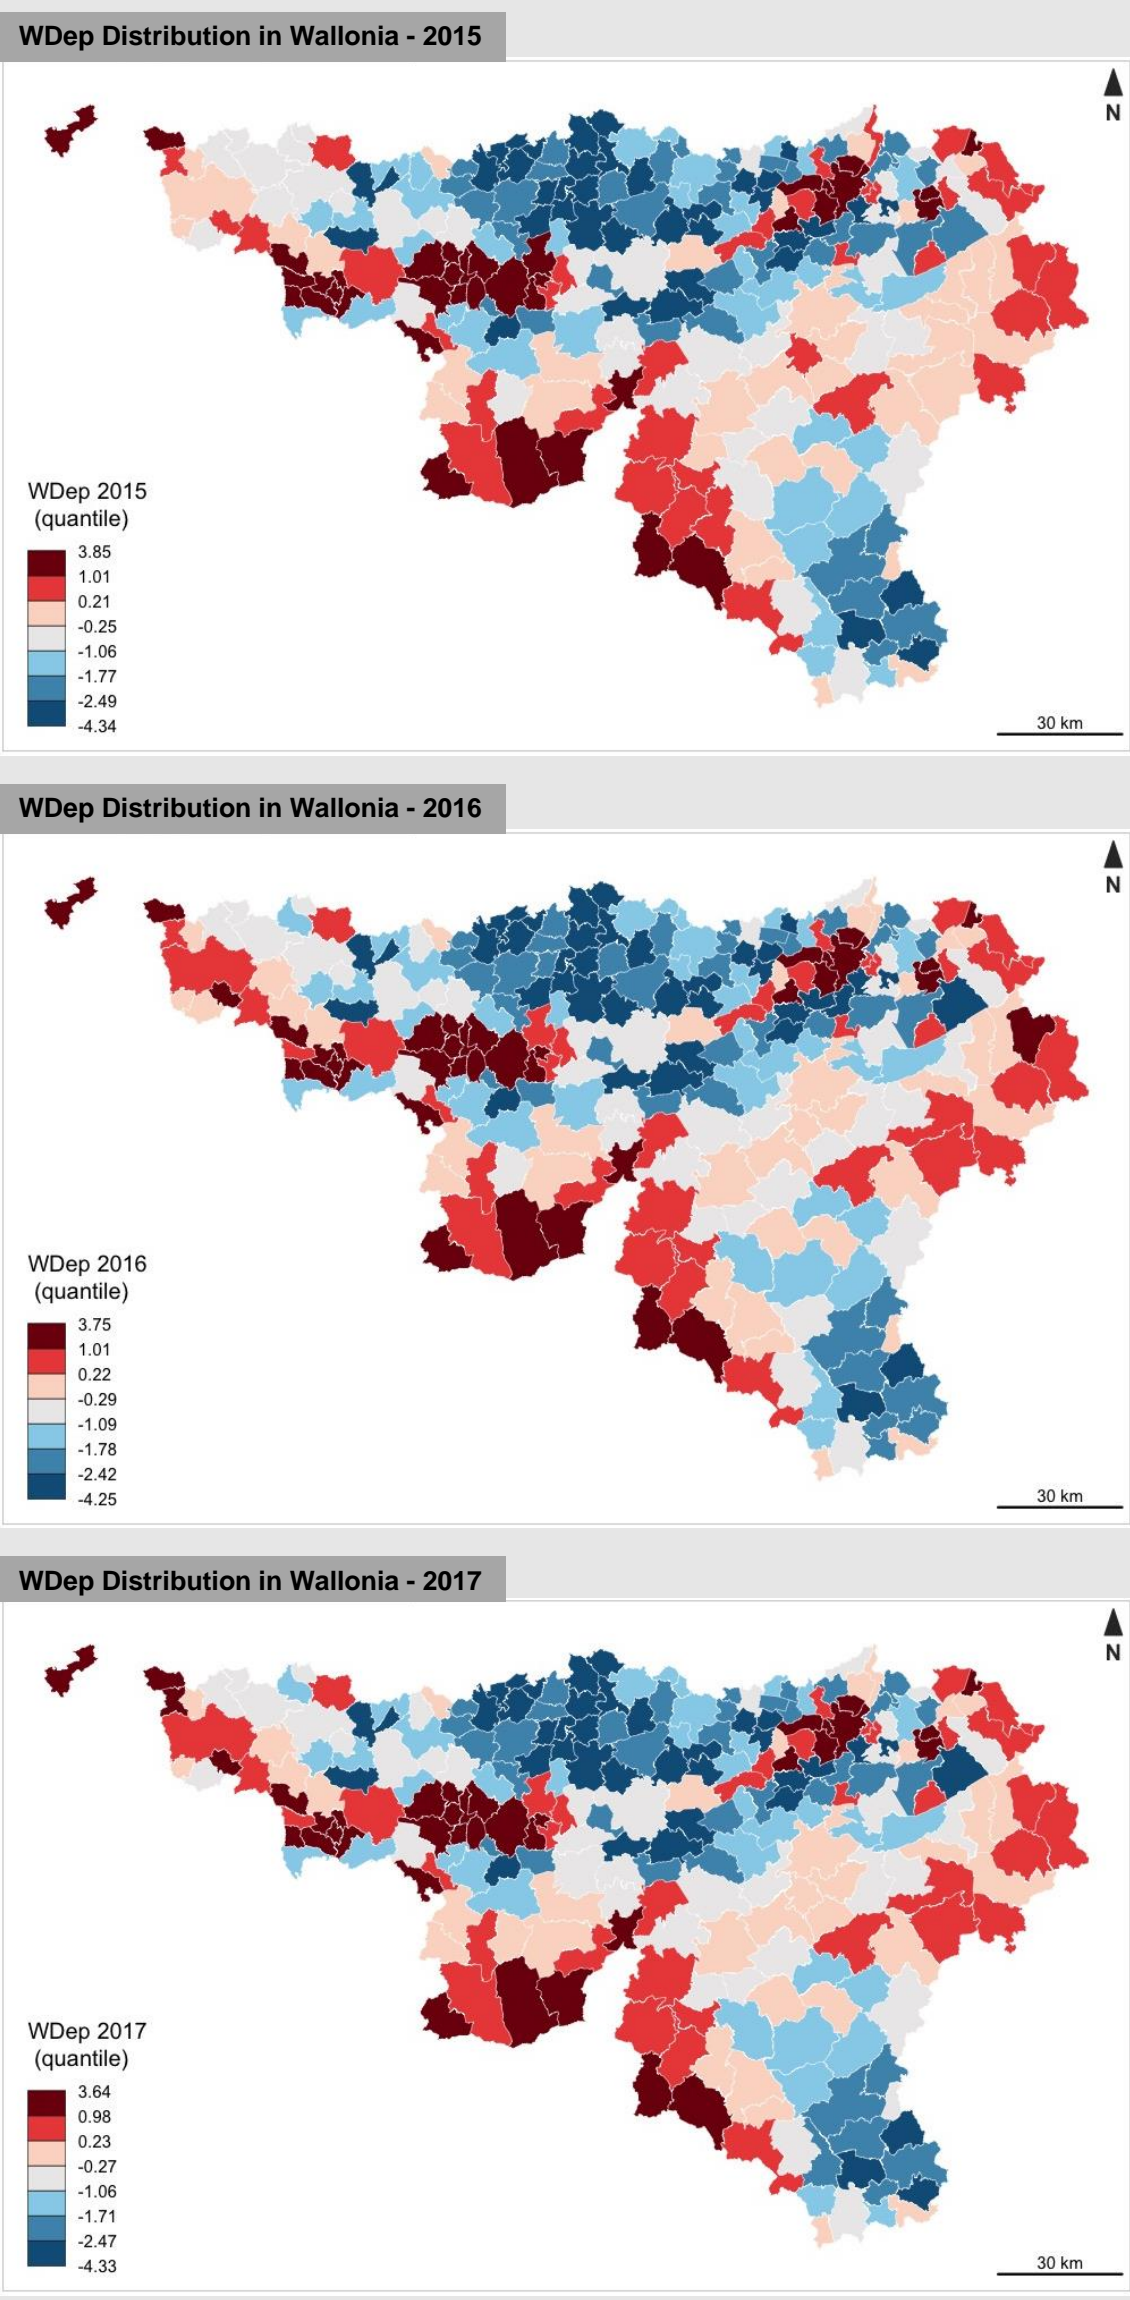 WDep Distribution in Wallonia - 2015
N
WDep 2015
(quantile)
3.85
1.01
0.21
-0.25
-1.06
-1.77
-2.49
-4.34
30 km
WDep Distribution in Wallonia - 2016
N
WDep 2016
(quantile)
3.75
1.01
0.22
-0.29
-1.09
-1.78
-2.42
-4.25
30 km
WDep Distribution in Wallonia - 2017
N
WDep 2017
(quantile)
3.64
0.98
0.23
-0.27
-1.06
-1.71
-2.47
-4.33
30 km